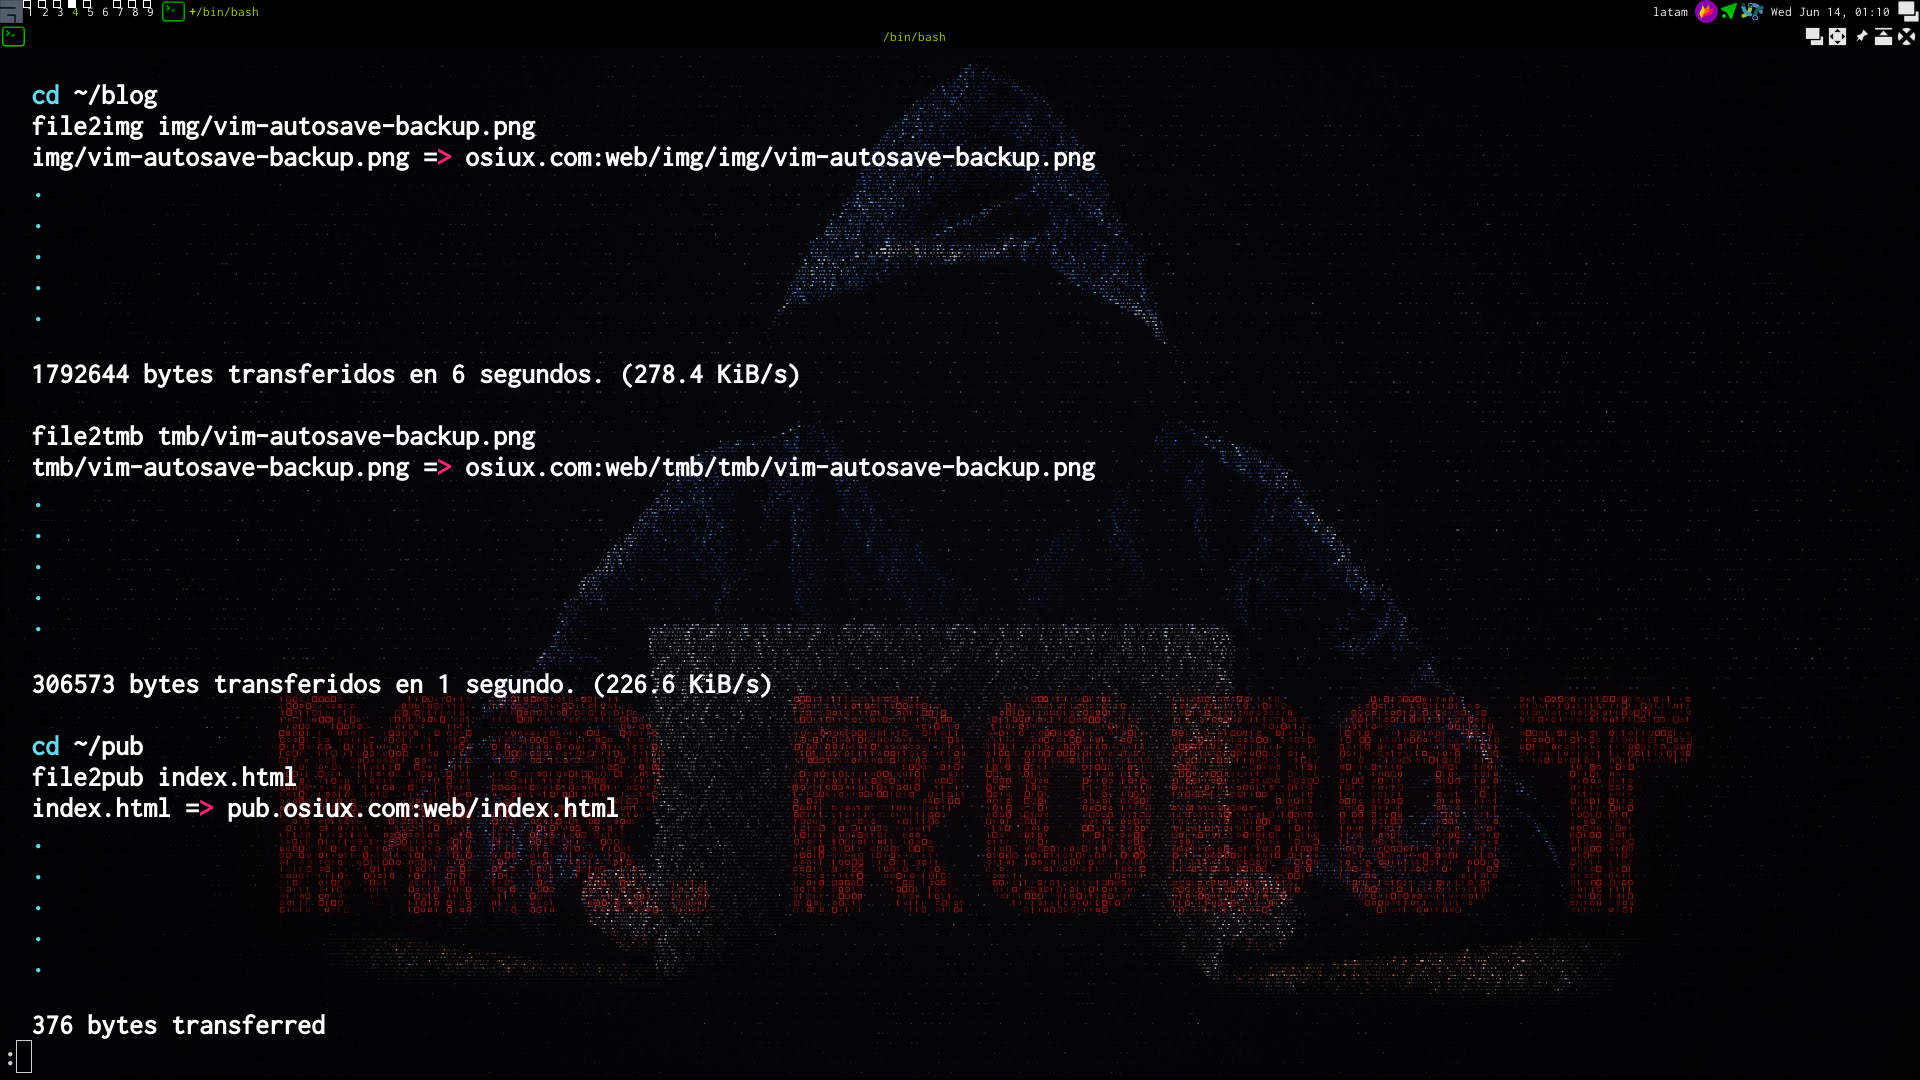 1 2 3 4 5 6 7 8 9 +/bin/bash
latam Wed Jun 14, 01:10
/bin/bash
cd ~/blog
file2img img/vim-autosave-backup.png
img/vim-autosave-backup.png => osiux.com:web/img/img/vim-autosave-backup.png
.
.
.
.
.
1792644 bytes transferidos en 6 segundos. (278.4 KiB/s)
file2tmb tmb/vim-autosave-backup.png
tmb/vim-autosave-backup.png => osiux.com:web/tmb/tmb/vim-autosave-backup.png
.
.
.
.
.
306573 bytes transferidos en 1 segundo. (226.6 KiB/s)
cd ~/pub
file2pub index.html
index.html => pub.osiux.com:web/index.html
.
.
.
.
.
MR. ROBOT
376 bytes transferred
: